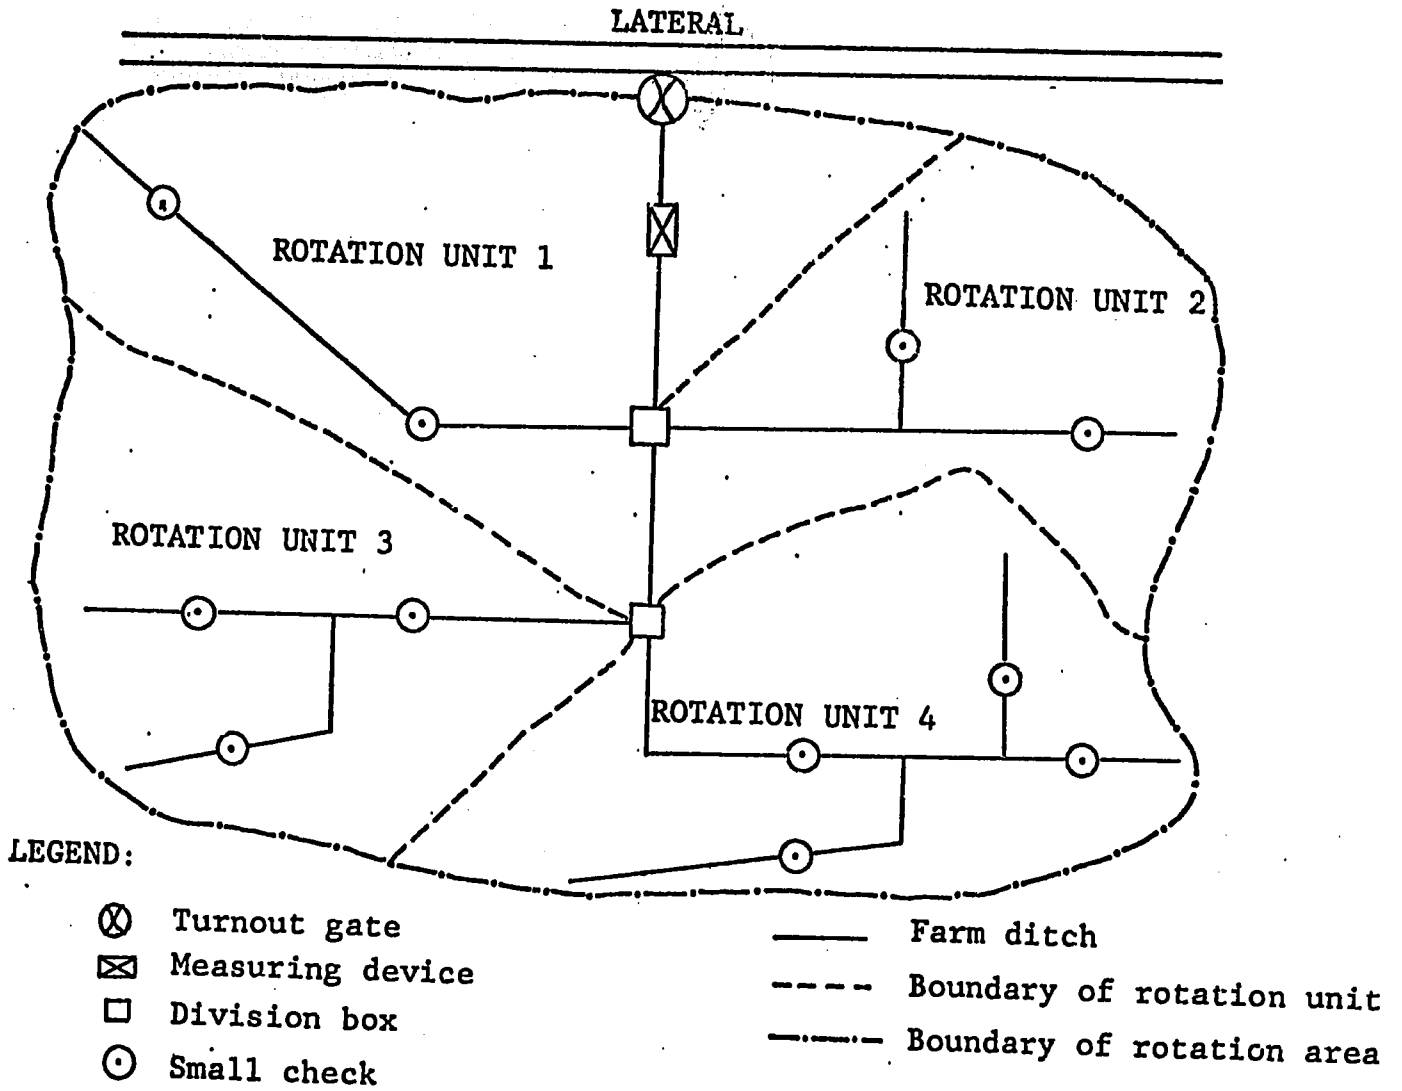 LATERAL
ROTATION UNIT 1
ROTATION UNIT 2
ROTATION UNIT 3
ROTATION UNIT 4
LEGEND:
Turnout gate
Measuring device
Division box
Small check
Farm ditch
Boundary of rotation unit
Boundary of rotation area